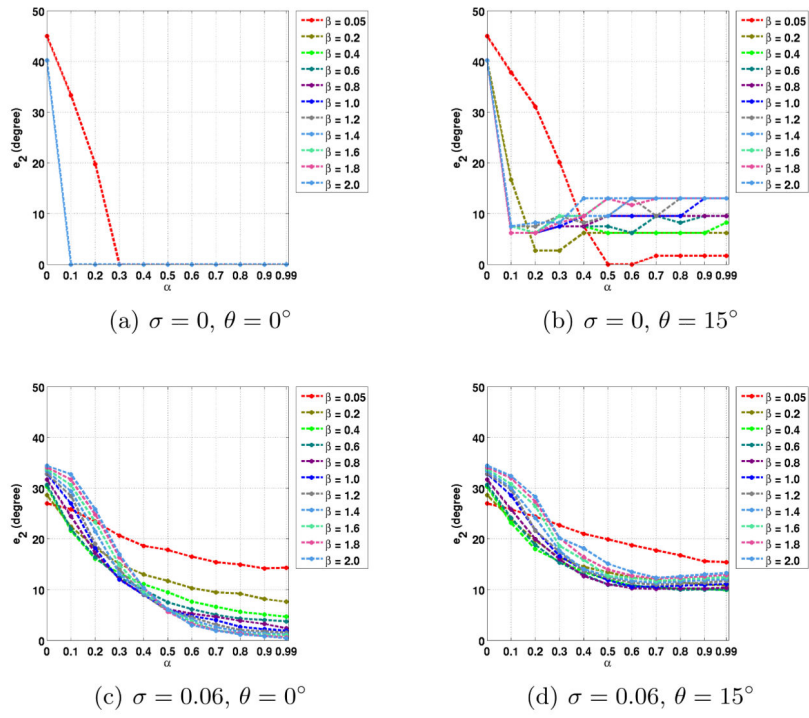 50
40
30
20
10
0
e2 (degree)
0 0.1 0.2 0.3 0.4 0.5 0.6 0.7 0.8 0.9 0.99
α
β = 0.05
β = 0.2
β = 0.4
β = 0.6
β = 0.8
β = 1.0
β = 1.2
β = 1.4
β = 1.6
β = 1.8
β = 2.0
(a) σ = 0, θ = 0°
50
40
30
20
10
0
e2 (degree)
0 0.1 0.2 0.3 0.4 0.5 0.6 0.7 0.8 0.9 0.99
α
β = 0.05
β = 0.2
β = 0.4
β = 0.6
β = 0.8
β = 1.0
β = 1.2
β = 1.4
β = 1.6
β = 1.8
β = 2.0
(b) σ = 0, θ = 15°
50
40
30
20
10
0
e2 (degree)
0 0.1 0.2 0.3 0.4 0.5 0.6 0.7 0.8 0.9 0.99
α
β = 0.05
β = 0.2
β = 0.4
β = 0.6
β = 0.8
β = 1.0
β = 1.2
β = 1.4
β = 1.6
β = 1.8
β = 2.0
(c) σ = 0.06, θ = 0°
50
40
30
20
10
0
e2 (degree)
0 0.1 0.2 0.3 0.4 0.5 0.6 0.7 0.8 0.9 0.99
α
β = 0.05
β = 0.2
β = 0.4
β = 0.6
β = 0.8
β = 1.0
β = 1.2
β = 1.4
β = 1.6
β = 1.8
β = 2.0
(d) σ = 0.06, θ = 15°